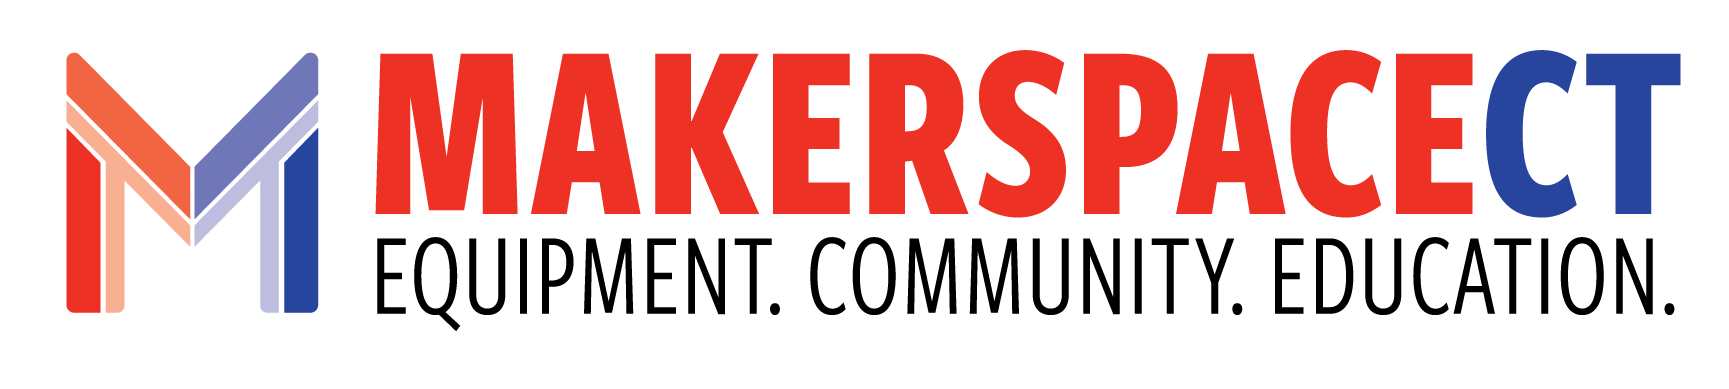 MAKERSPACECT
EQUIPMENT. COMMUNITY. EDUCATION.